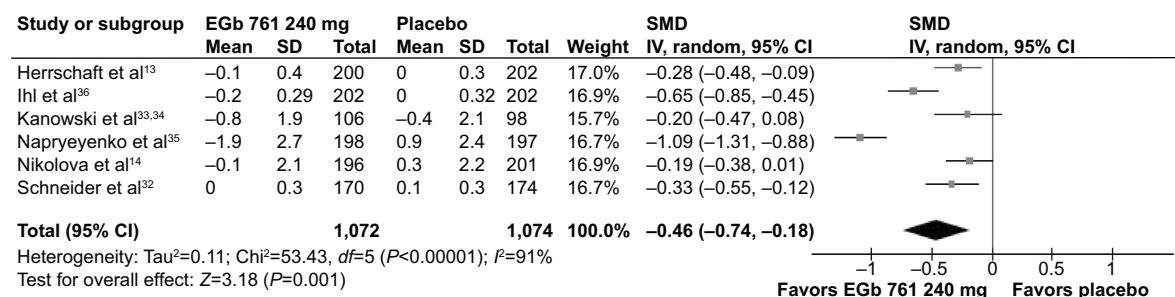 Study or subgroup EGb 761 240 mg Placebo SMD SMD
Mean SD Total Mean SD Total Weight IV, random, 95% CI IV, random, 95% CI
Herrschaft et al¹³ –0.1 0.4 200 0 0.3 202 17.0% –0.28 (–0.48, –0.09)
Ihl et al³⁶ –0.2 0.29 202 0 0.32 202 16.9% –0.65 (–0.85, –0.45)
Kanowski et al³³,³⁴ –0.8 1.9 106 –0.4 2.1 98 15.7% –0.20 (–0.47, 0.08)
Napryeyenko et al³⁵ –1.9 2.7 198 0.9 2.4 197 16.7% –1.09 (–1.31, –0.88)
Nikolova et al¹⁴ –0.1 2.1 196 0.3 2.2 201 16.9% –0.19 (–0.38, 0.01)
Schneider et al³² 0 0.3 170 0.1 0.3 174 16.7% –0.33 (–0.55, –0.12)
Total (95% CI) 1,072 1,074 100.0% –0.46 (–0.74, –0.18)
Heterogeneity: Tau²=0.11; Chi²=53.43, df=5 (P<0.00001); I²=91%
Test for overall effect: Z=3.18 (P=0.001)
–1 –0.5 0 0.5 1
Favors EGb 761 240 mg Favors placebo